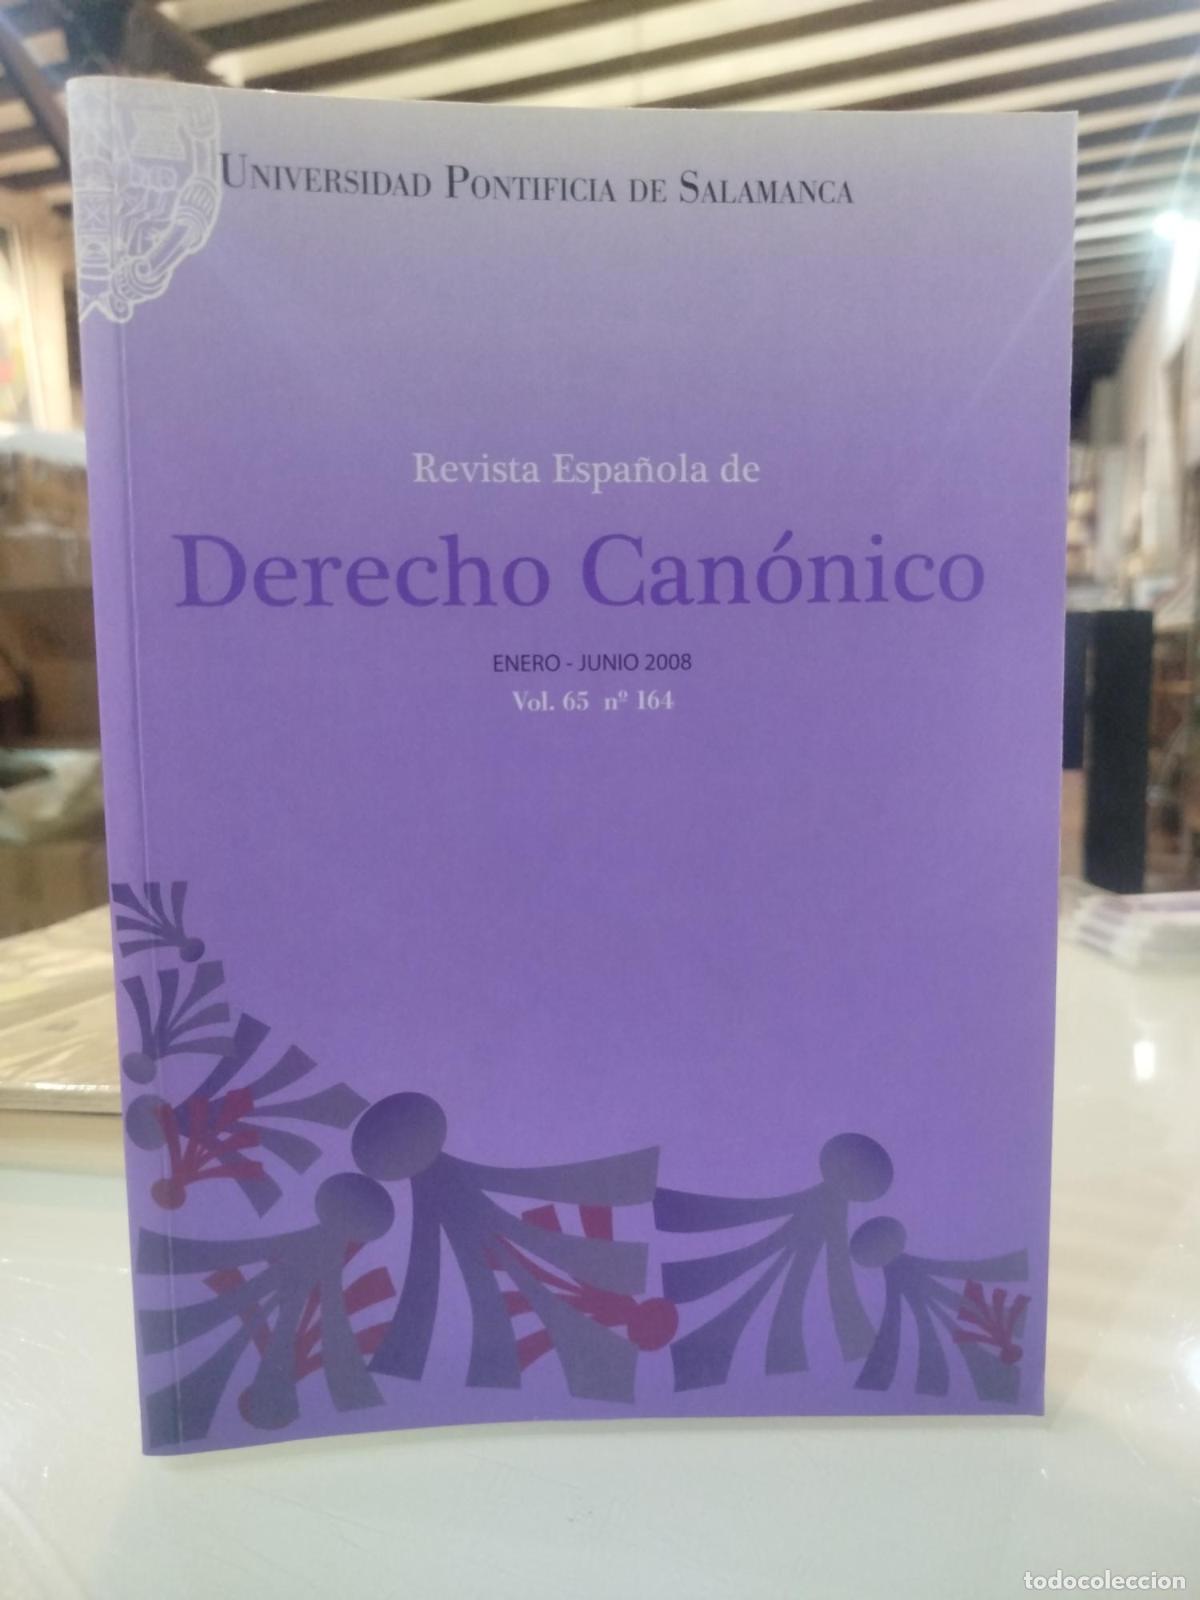 UNIVERSIDAD PONTIFICIA DE SALAMANCA
Revista Española de
Derecho Canónico
ENERO - JUNIO 2008
Vol. 65 nº 164
todocoleccion